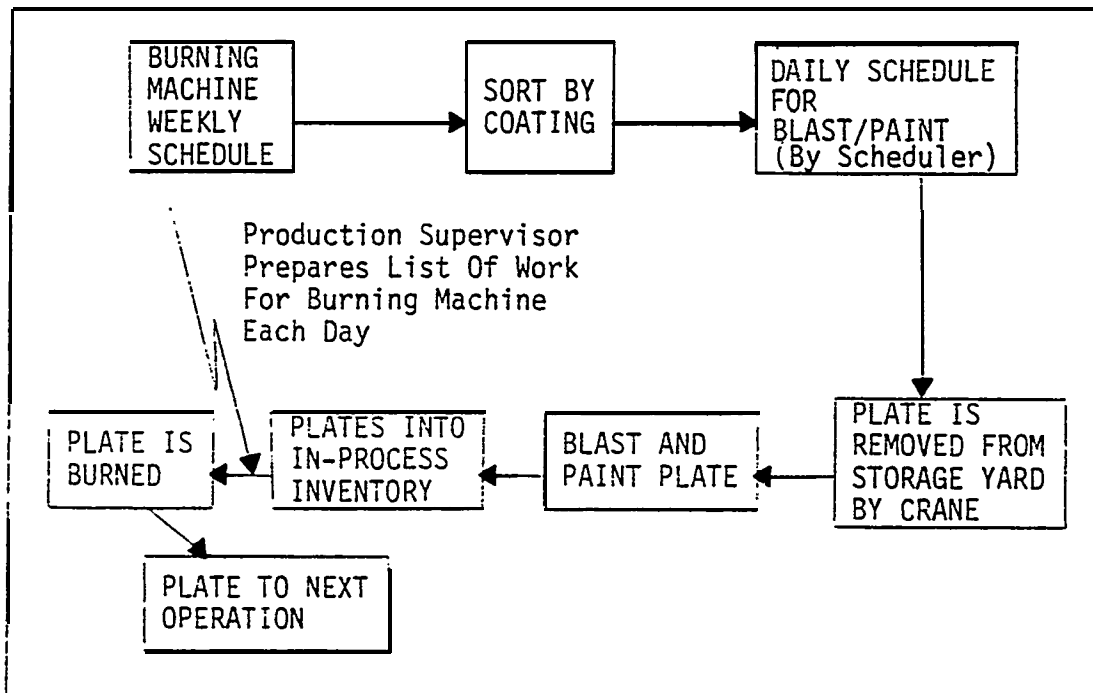 BURNING
MACHINE
WEEKLY
SCHEDULE
SORT BY
COATING
DAILY SCHEDULE
FOR
BLAST/PAINT
(By Scheduler)
Production Supervisor
Prepares List Of Work
For Burning Machine
Each Day
PLATE IS
REMOVED FROM
STORAGE YARD
BY CRANE
BLAST AND
PAINT PLATE
PLATES INTO
IN-PROCESS
INVENTORY
PLATE IS
BURNED
PLATE TO NEXT
OPERATION